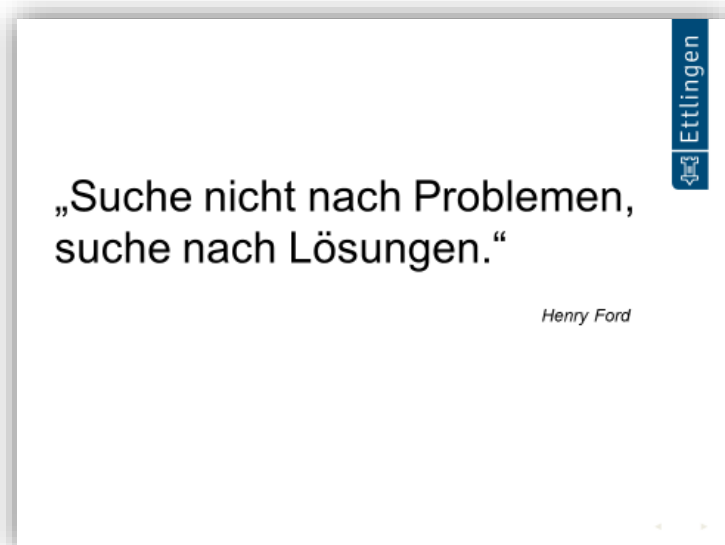 Ettlingen
„Suche nicht nach Problemen,
suche nach Lösungen.“
Henry Ford